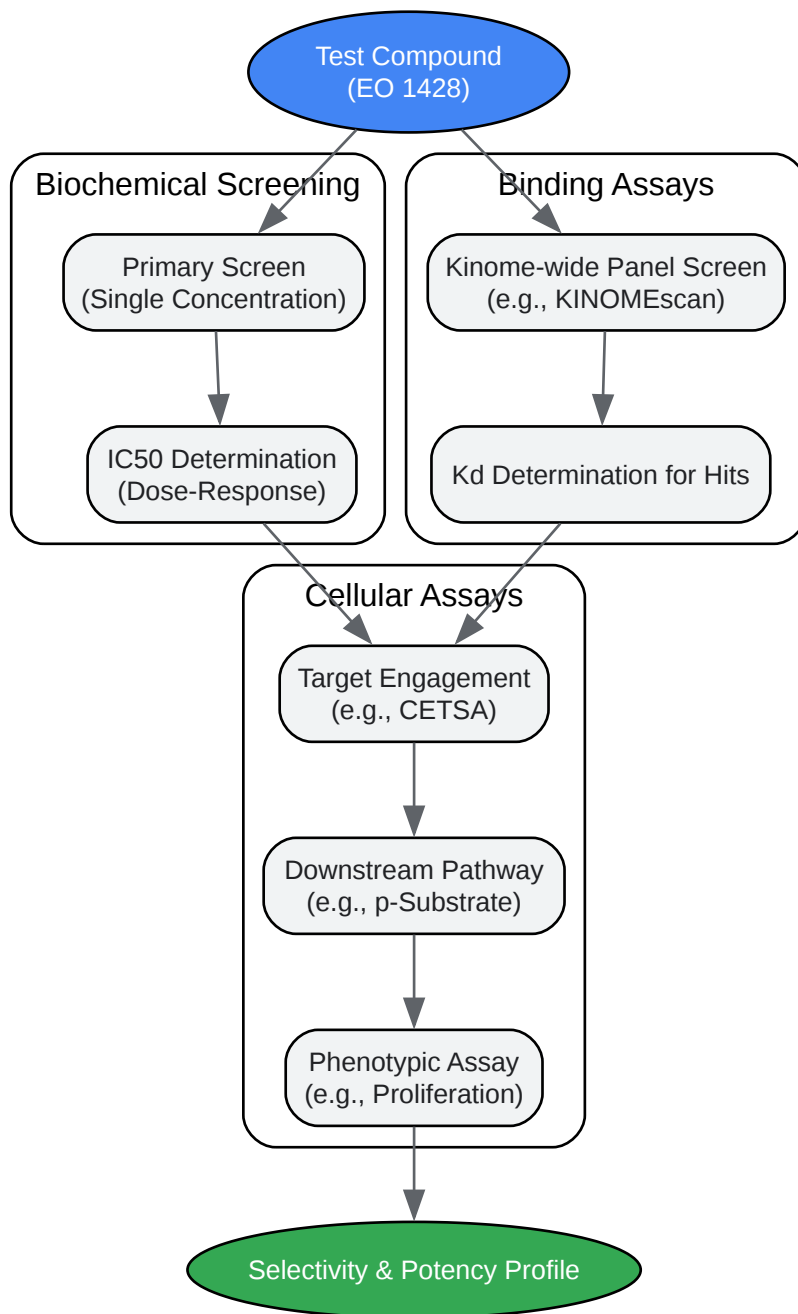 Test Compound
(EO 1428)
Biochemical Screening
Primary Screen
(Single Concentration)
IC50 Determination
(Dose-Response)
Binding Assays
Kinome-wide Panel Screen
(e.g., KINOMEscan)
Kd Determination for Hits
Cellular Assays
Target Engagement
(e.g., CETSA)
Downstream Pathway
(e.g., p-Substrate)
Phenotypic Assay
(e.g., Proliferation)
Selectivity & Potency Profile